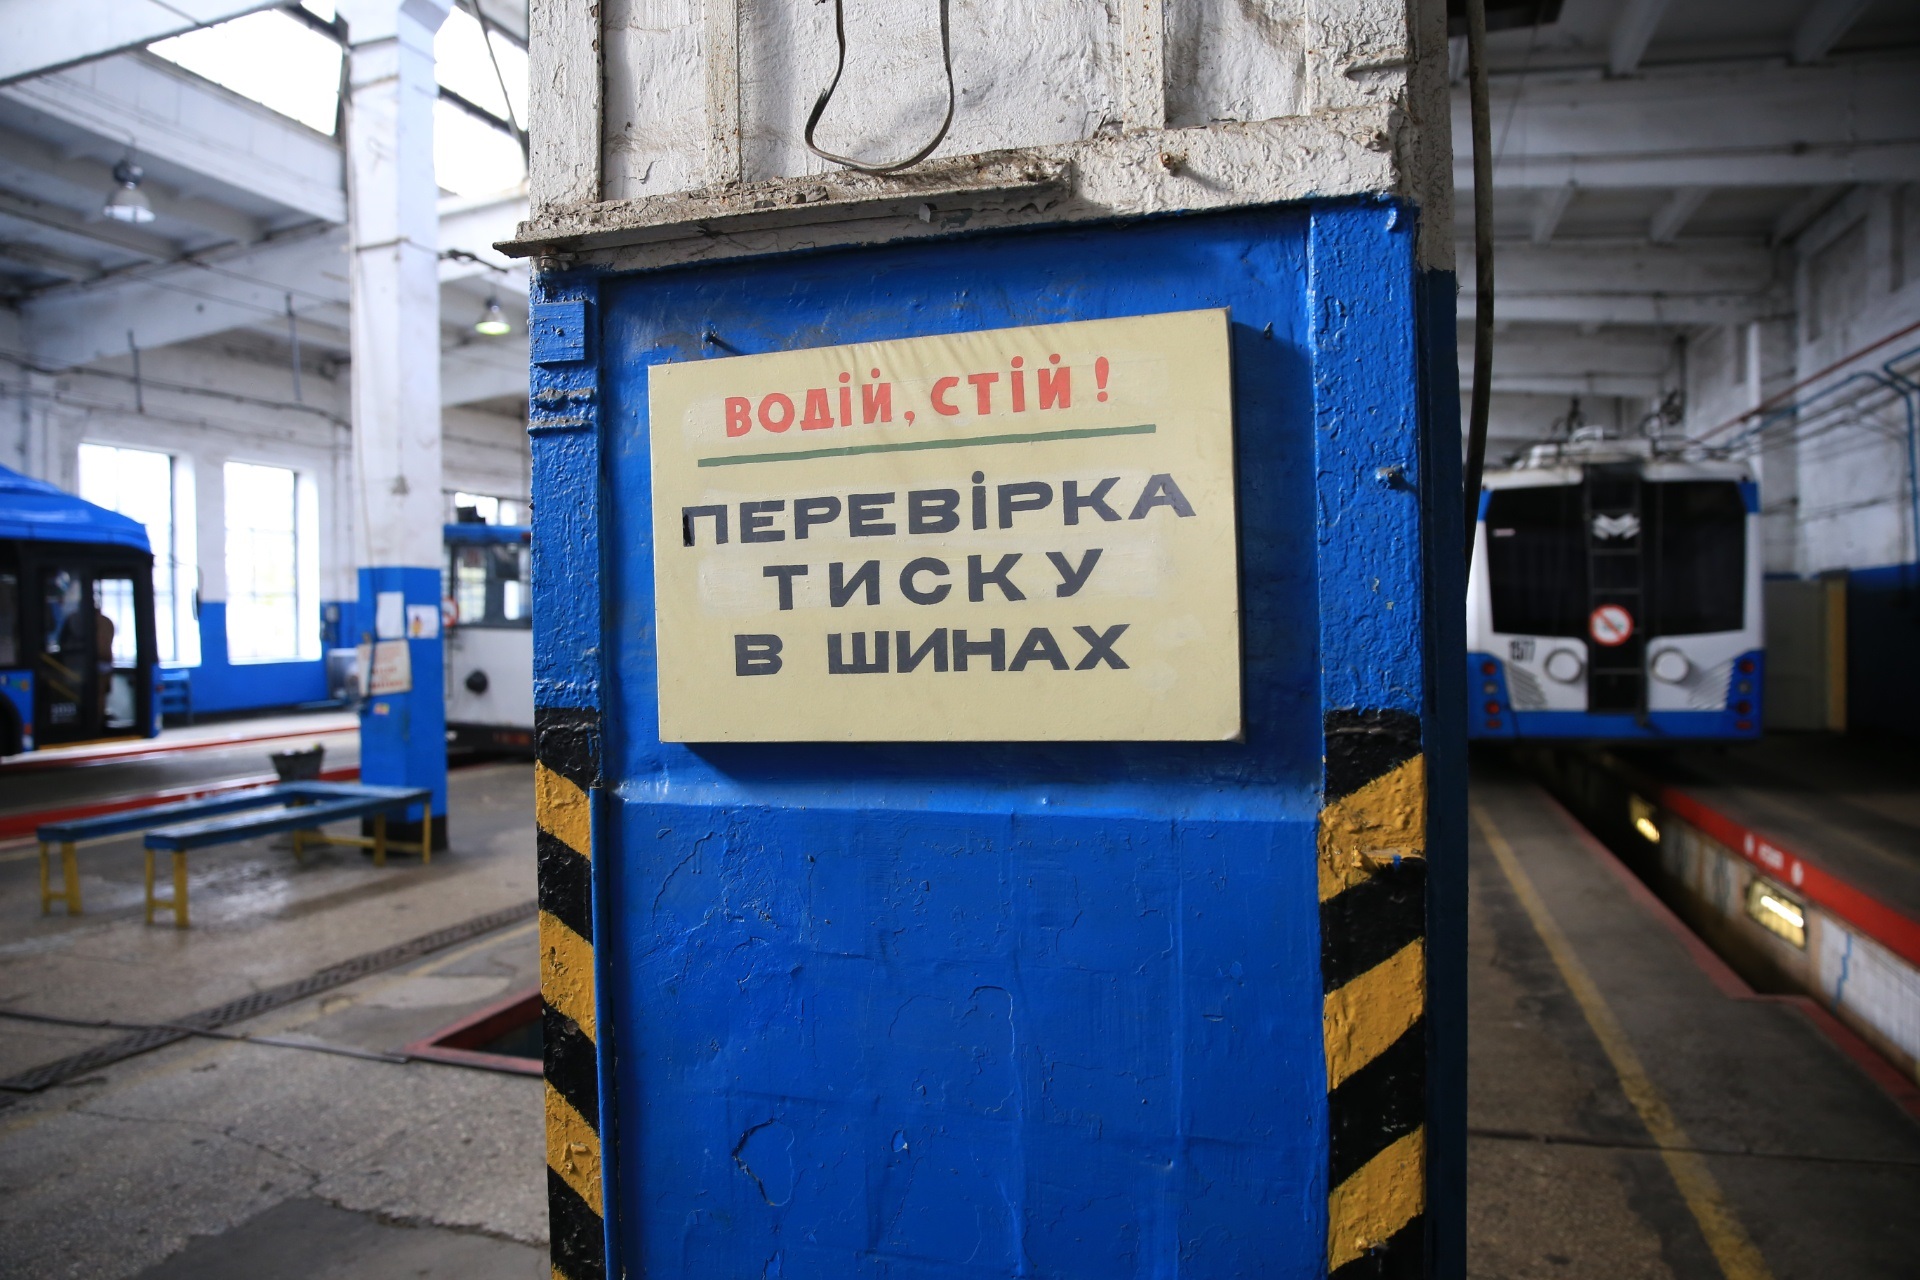 ВОДІЙ, СТІЙ!
ПЕРЕВІРКА
ТИСКУ
В ШИНАХ